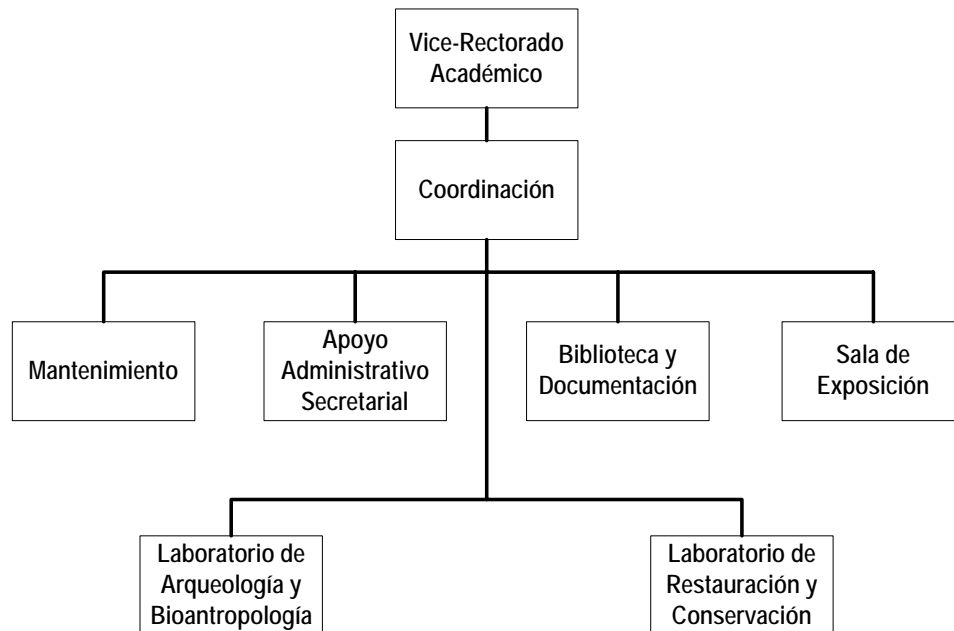 Vice-Rectorado
Académico
Coordinación
Mantenimiento
Apoyo
Administrativo
Secretarial
Biblioteca y
Documentación
Sala de
Exposición
Laboratorio de
Arqueología y
Bioantropología
Laboratorio de
Restauración y
Conservación